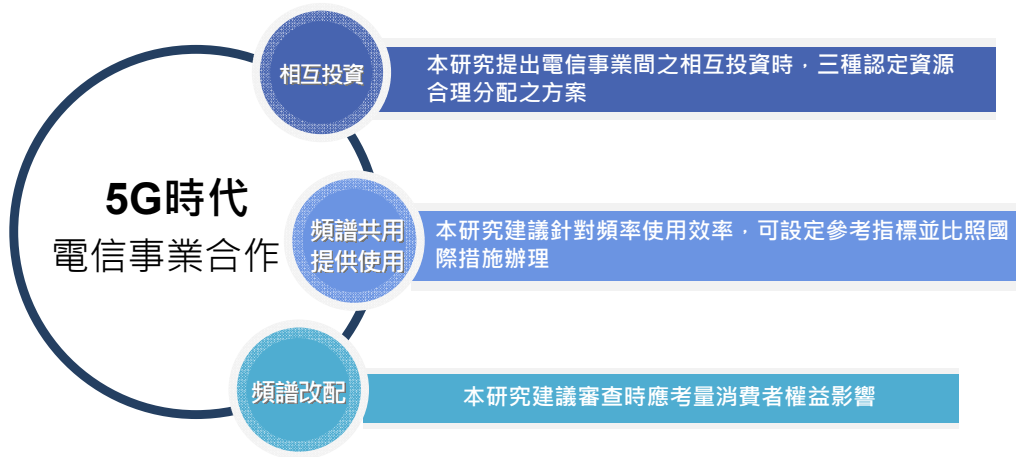 5G時代
電信事業合作
相互投資
本研究提出電信事業間之相互投資時，三種認定資源
合理分配之方案
頻譜共用
提供使用
本研究建議針對頻率使用效率，可設定參考指標並比照國
際措施辦理
頻譜改配
本研究建議審查時應考量消費者權益影響